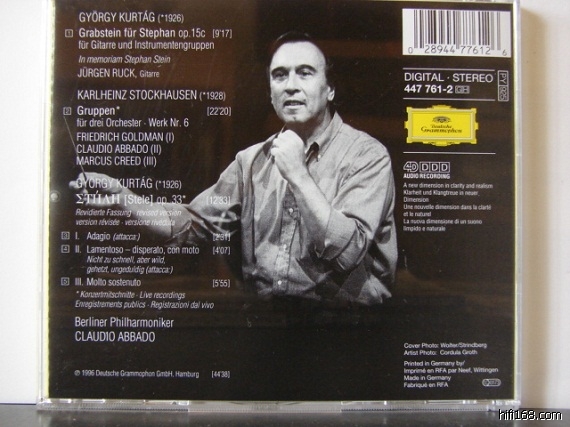 GYÖRGY KURTÁG (*1926)
1 Grabstein für Stephan op.15c [9'17]
für Gitarre und Instrumentengruppen
In memoriam Stephan Stein
JÜRGEN RUCK, Gitarre
KARLHEINZ STOCKHAUSEN (*1928)
2 Gruppen* [22'20]
für drei Orchester · Werk Nr. 6
FRIEDRICH GOLDMAN (I)
CLAUDIO ABBADO (II)
MARCUS CREED (III)
GYÖRGY KURTÁG (*1926)
ΣΤΗΛΗ [Stele] op. 33* [12'33]
Revidierte Fassung · revised version
version révisée · versione riveduta
3 I. Adagio (attacca:) [2'31]
4 II. Lamentoso – disperato, con moto [4'07]
Nicht zu schnell, aber wild,
gehetzt, ungeduldig (attacca:)
5 III. Molto sostenuto [5'55]
* Konzertmitschnitte · Live recordings
Enregistrements publics · Registrazioni dal vivo
Berliner Philharmoniker
CLAUDIO ABBADO
℗ 1996 Deutsche Grammophon GmbH, Hamburg [44'38]
0 28944 77612 6
DIGITAL · STEREO
447 761-2 GH
Deutsche
Grammophon
4D DDD
AUDIO RECORDING
A new dimension in clarity and realism
Klarheit und Klangtreue in neuer
Dimension
Une nouvelle dimension dans la clarté
et le naturel
La nuova dimensione di un suono
limpido e naturale
Cover Photo: Wolter/Strindberg
Artist Photo: Cordula Groth
Printed in Germany by/
Imprimé en RFA par Neef, Wittingen
Made in Germany
Fabriqué en RFA
hifi168.com